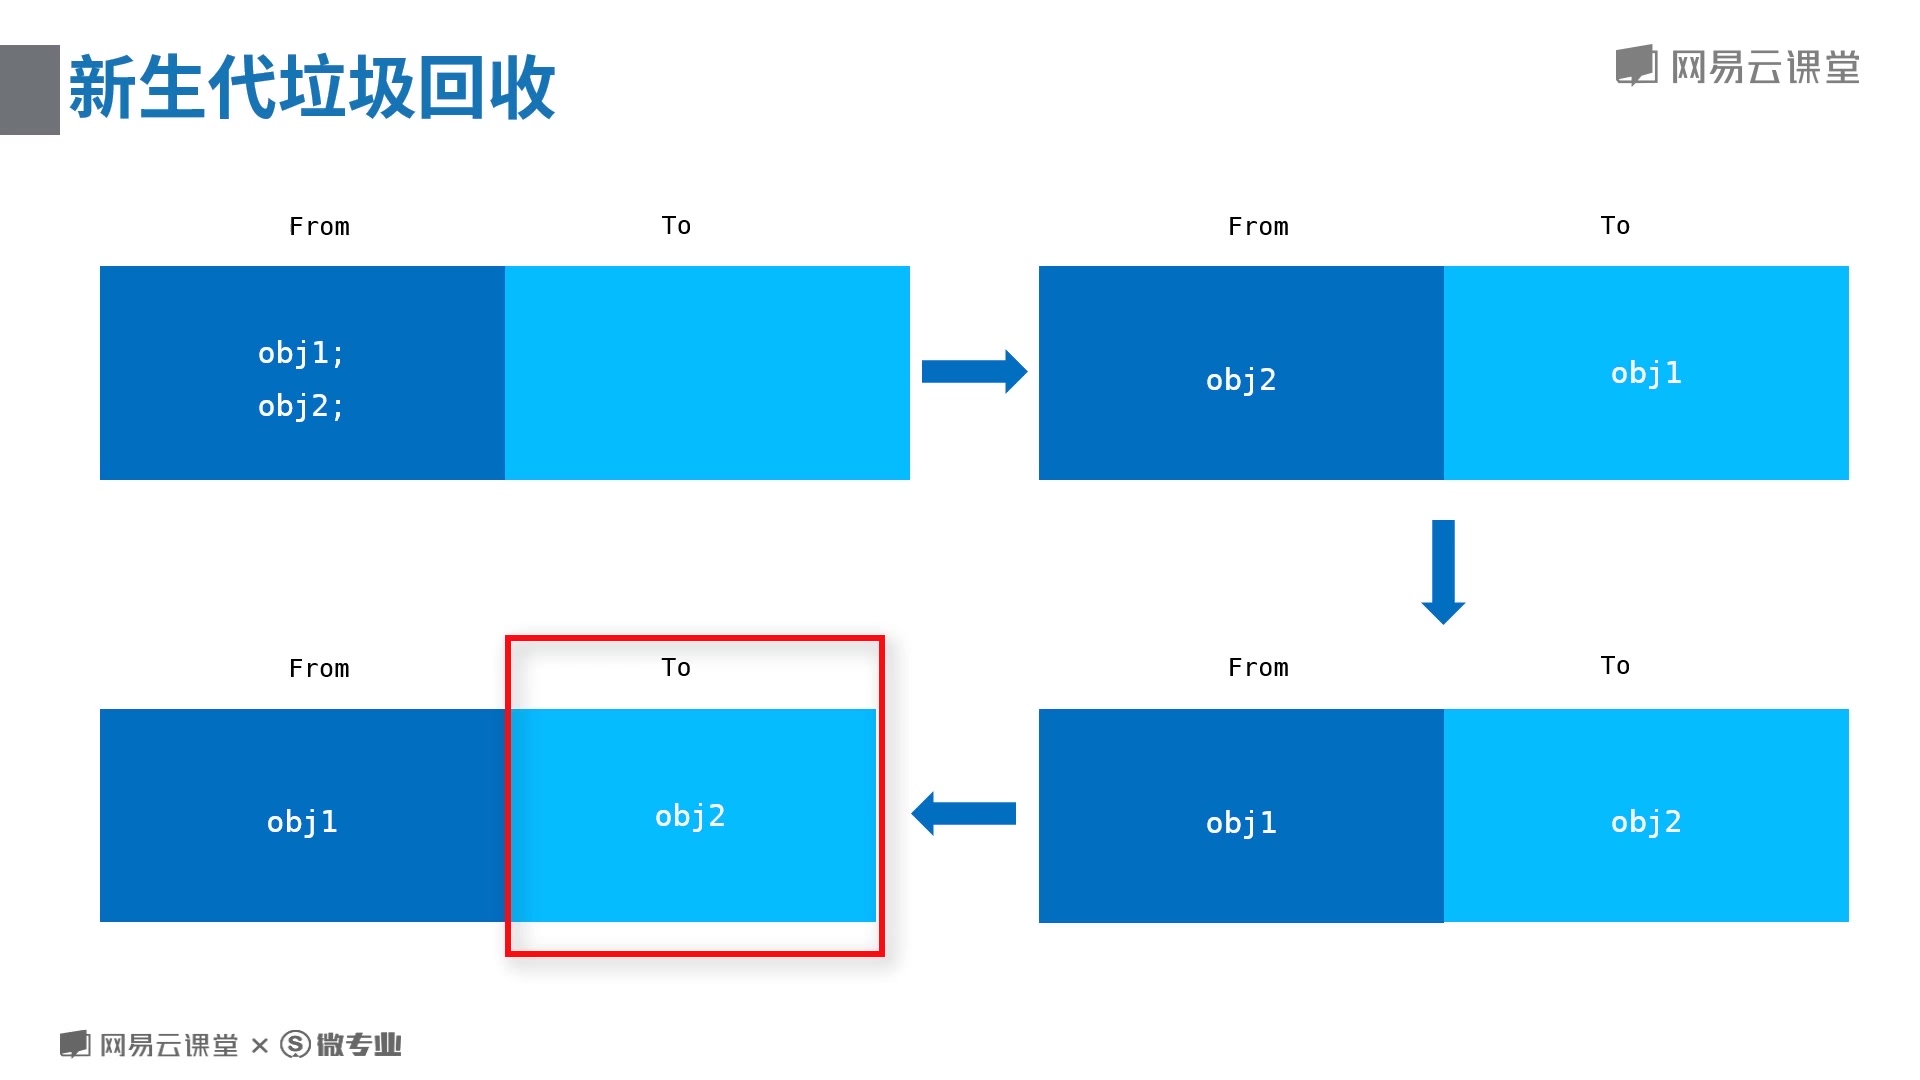 新生代垃圾回收
网易云课堂
From To
obj1;
obj2;
From To
obj2 obj1
From To
obj1 obj2
From To
obj1 obj2
网易云课堂 × S 微专业